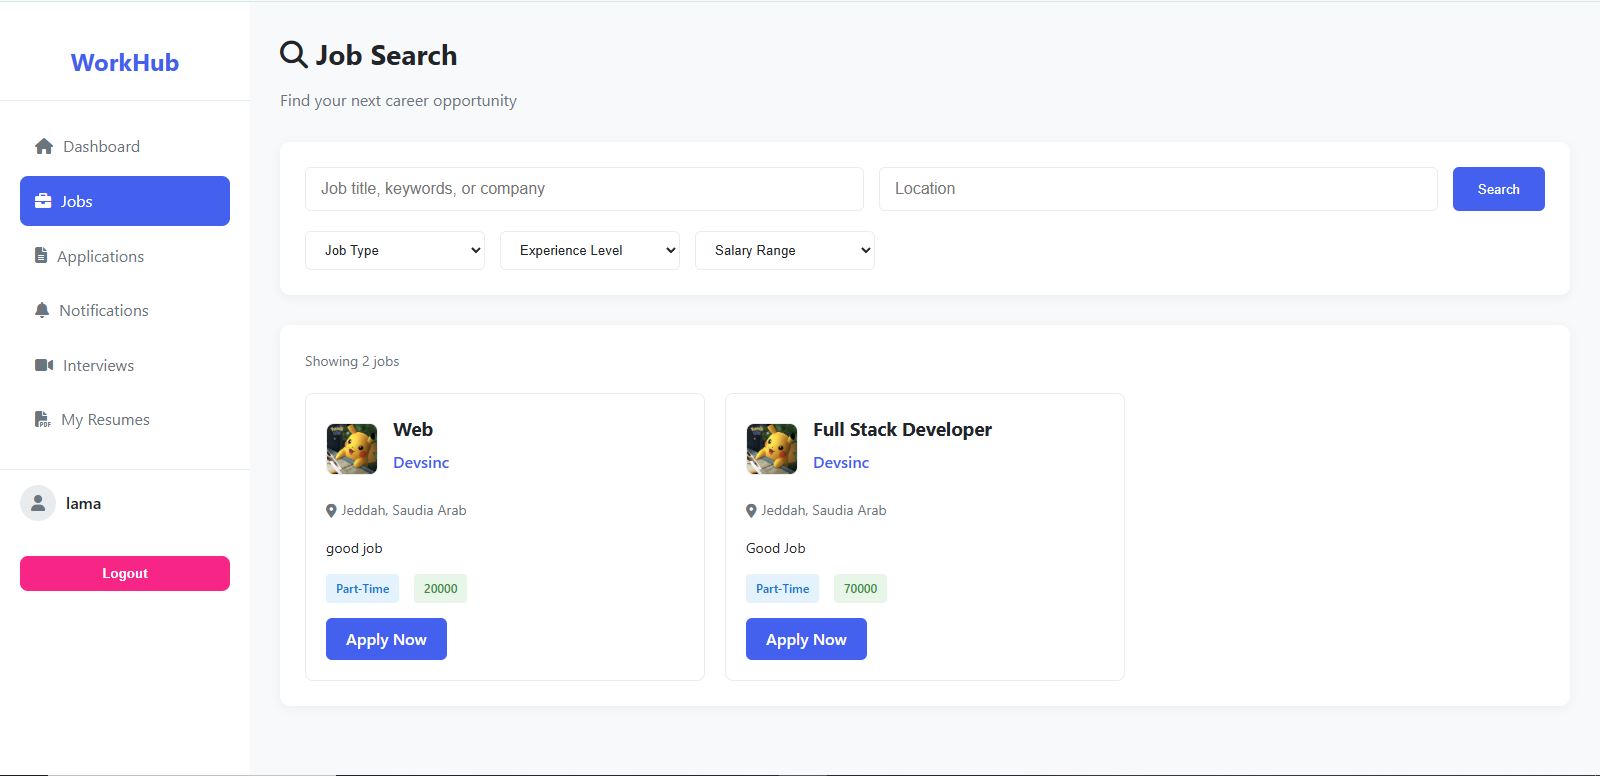 WorkHub
Dashboard
Jobs
Applications
Notifications
Interviews
My Resumes
lama
Logout
Job Search
Find your next career opportunity
Job title, keywords, or company
Location
Search
Job Type
Experience Level
Salary Range
Showing 2 jobs
Web
Devsinc
Jeddah, Saudia Arab
good job
Part-Time
20000
Apply Now
Full Stack Developer
Devsinc
Jeddah, Saudia Arab
Good Job
Part-Time
70000
Apply Now